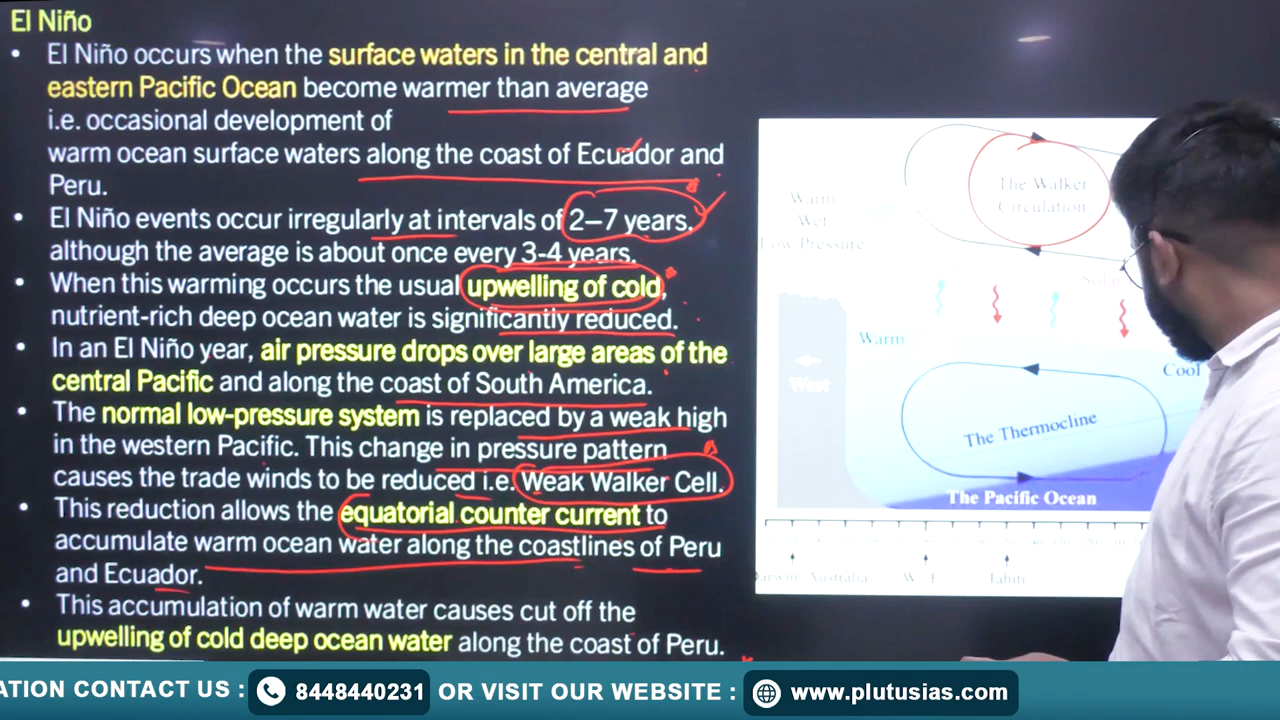 El Niño
• El Niño occurs when the surface waters in the central and
eastern Pacific Ocean become warmer than average
i.e. occasional development of
warm ocean surface waters along the coast of Ecuador and
Peru.
• El Niño events occur irregularly at intervals of 2–7 years.
although the average is about once every 3-4 years.
• When this warming occurs the usual upwelling of cold,
nutrient-rich deep ocean water is significantly reduced.
• In an El Niño year, air pressure drops over large areas of the
central Pacific and along the coast of South America.
• The normal low-pressure system is replaced by a weak high
in the western Pacific. This change in pressure pattern
causes the trade winds to be reduced i.e. Weak Walker Cell.
• This reduction allows the equatorial counter current to
accumulate warm ocean water along the coastlines of Peru
and Ecuador.
• This accumulation of warm water causes cut off the
upwelling of cold deep ocean water along the coast of Peru.
The Walker
Circulation
Warm
Wet
Low Pressure
Solar
Warm
Cool
West
The Thermocline
The Pacific Ocean
Australia
Tahiti
ATION CONTACT US : 8448440231 OR VISIT OUR WEBSITE : www.plutusias.com